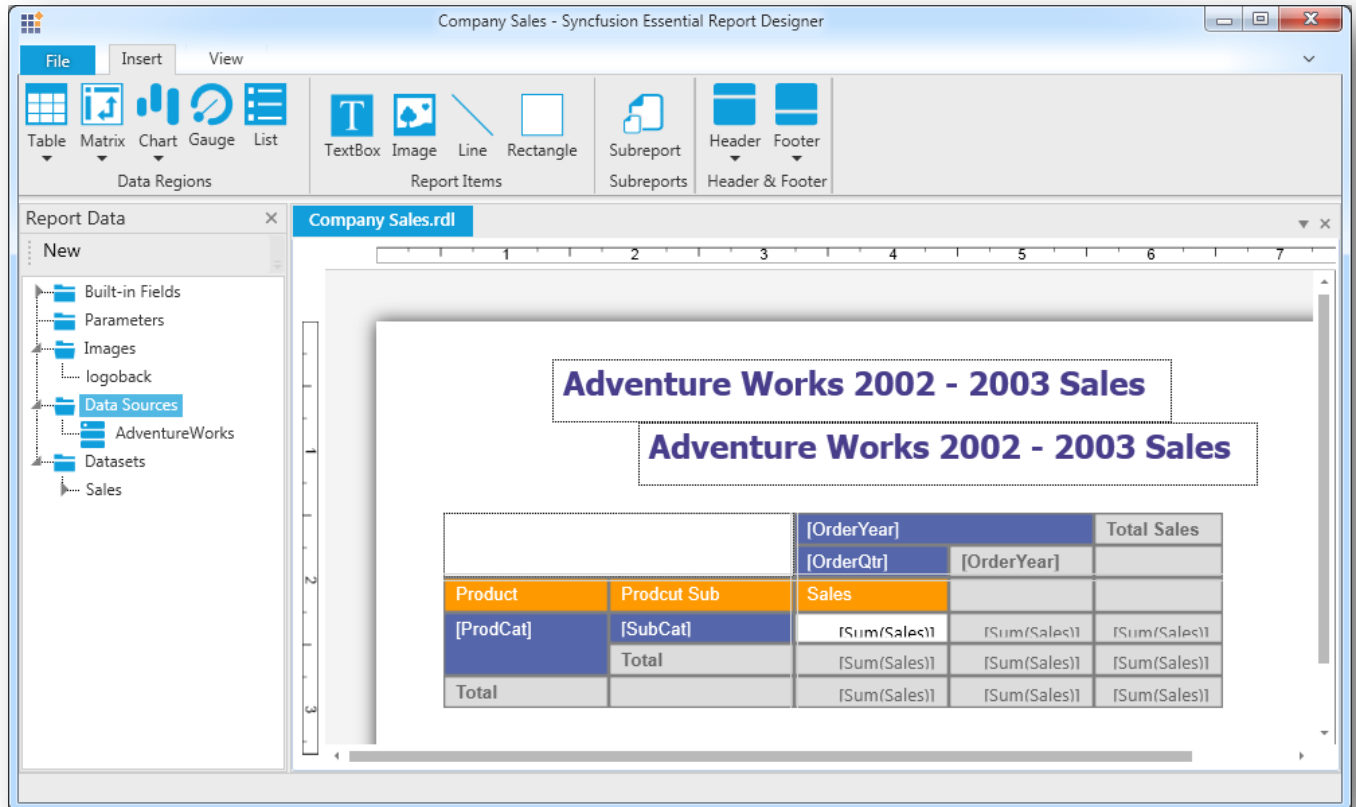 Company Sales - Syncfusion Essential Report Designer
File Insert View
Table Matrix Chart Gauge List
TextBox Image Line Rectangle
Subreport
Header Footer
Data Regions
Report Items
Subreports
Header & Footer
Report Data
New
Built-in Fields
Parameters
Images
logoback
Data Sources
AdventureWorks
Datasets
Sales
Company Sales.rdl
1 2 3 4 5 6 7
1
2
3
Adventure Works 2002 - 2003 Sales
Adventure Works 2002 - 2003 Sales
[OrderYear] Total Sales
[OrderQtr] [OrderYear]
Product Prodcut Sub Sales
[ProdCat] [SubCat] [Sum(Sales)] [Sum(Sales)] [Sum(Sales)]
Total [Sum(Sales)] [Sum(Sales)] [Sum(Sales)]
Total [Sum(Sales)] [Sum(Sales)] [Sum(Sales)]